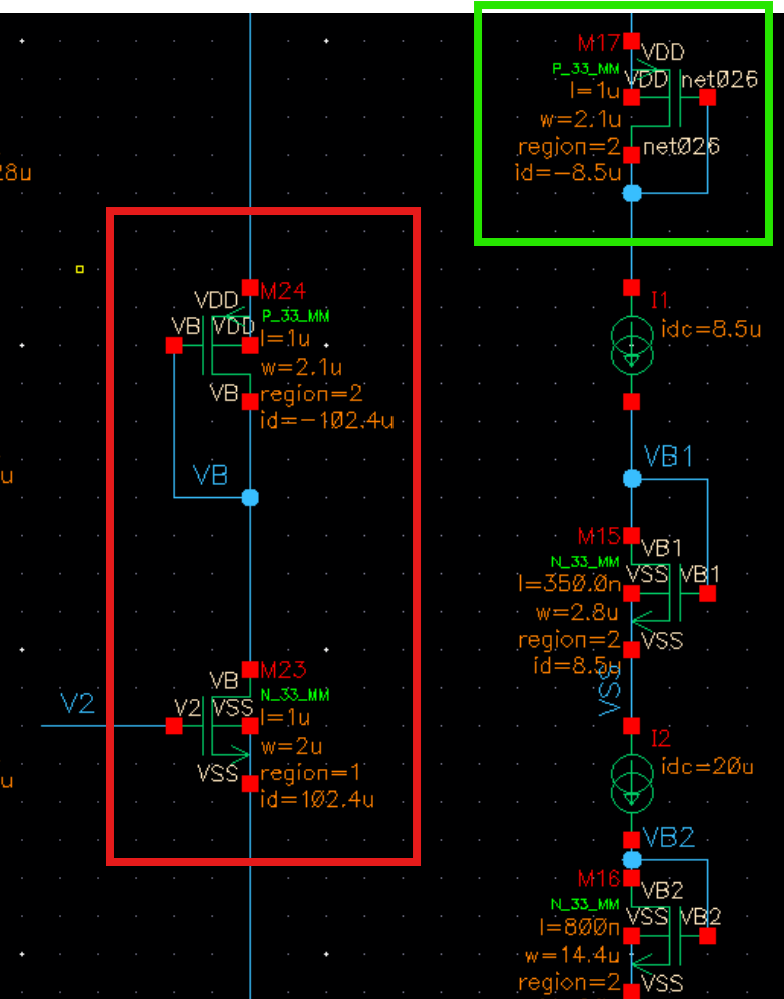 M17
VDD
P_33_MM
VDD
net026
l=1u
w=2.1u
region=2
net026
id=-8.5u
28u
M24
VDD
P_33_MM
VB
VDD
l=1u
w=2.1u
VB
region=2
id=-102.4u
VB
I1
idc=8.5u
VB1
M15
VB1
N_33_MM
VSS
VB1
l=350.0n
w=2.8u
region=2
VSS
id=8.5u
VSS
u
M23
VB
N_33_MM
V2
V2
VSS
l=1u
w=2u
VSS
region=1
id=102.4u
u
I2
idc=20u
VB2
M16
VB2
N_33_MM
VSS
VB2
l=800n
w=14.4u
region=2
VSS